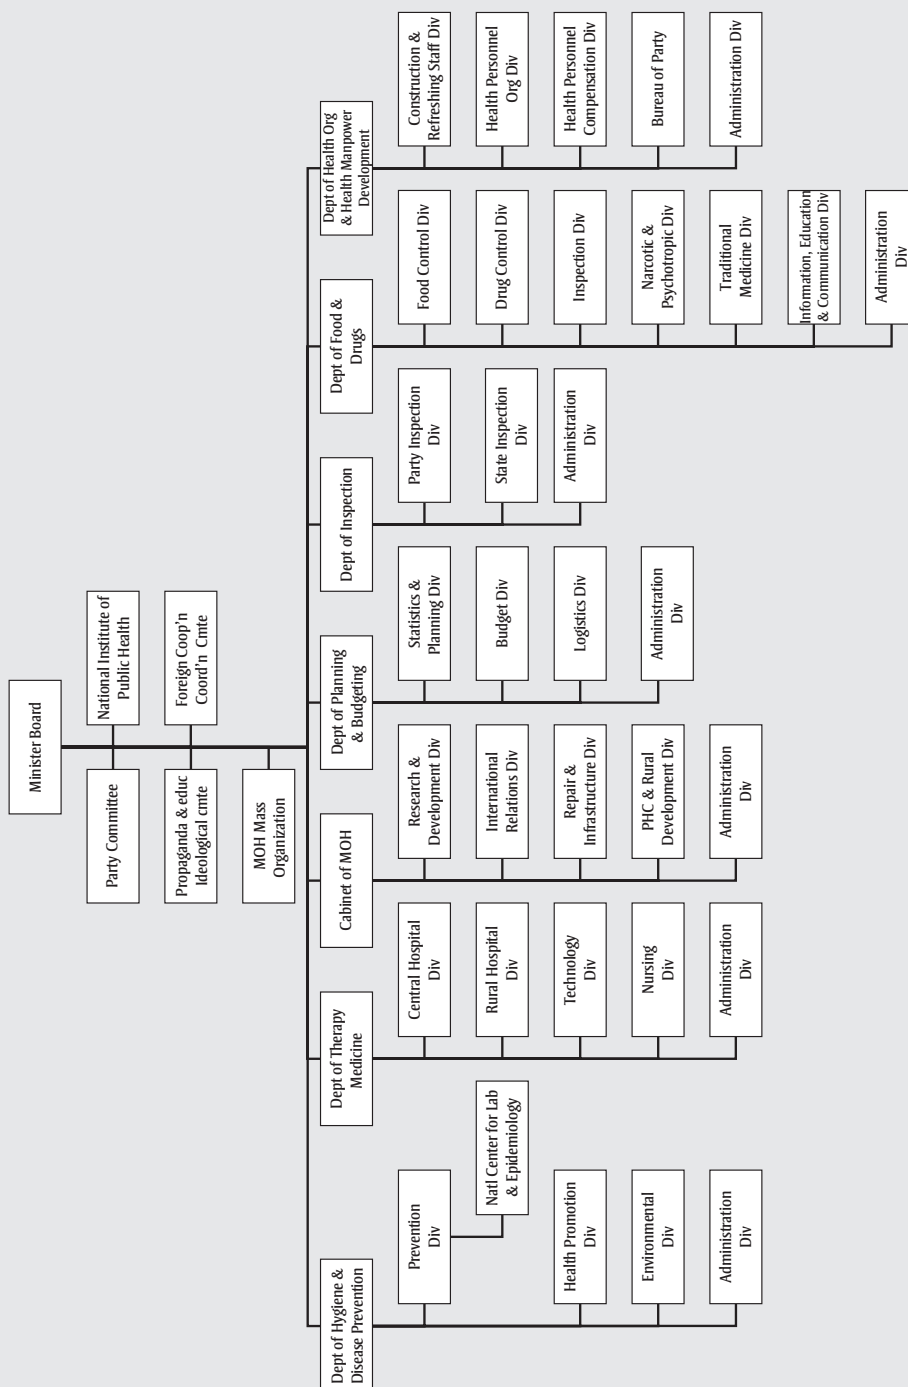 Minister Board
Party Committee
National Institute of
Public Health
Propaganda & educ
Ideological cmte
Foreign Coop'n
Coord'n Cmte
MOH Mass
Organization
Dept of Hygiene &
Disease Prevention
Prevention
Div
Natl Center for Lab
& Epidemiology
Health Promotion
Div
Environmental
Div
Administration
Div
Dept of Therapy
Medicine
Central Hospital
Div
Rural Hospital
Div
Technology
Div
Nursing
Div
Administration
Div
Cabinet of MOH
Research &
Development Div
International
Relations Div
Repair &
Infrastructure Div
PHC & Rural
Development Div
Administration
Div
Dept of Planning
& Budgeting
Statistics &
Planning Div
Budget Div
Logistics Div
Administration
Div
Dept of Inspection
Party Inspection
Div
State Inspection
Div
Administration
Div
Dept of Food &
Drugs
Food Control Div
Drug Control Div
Inspection Div
Narcotic &
Psychotropic Div
Traditional
Medicine Div
Information, Education
& Communication Div
Administration
Div
Dept of Health Org
& Health Manpower
Development
Construction &
Refreshing Staff Div
Health Personnel
Org Div
Health Personnel
Compensation Div
Bureau of Party
Administration Div